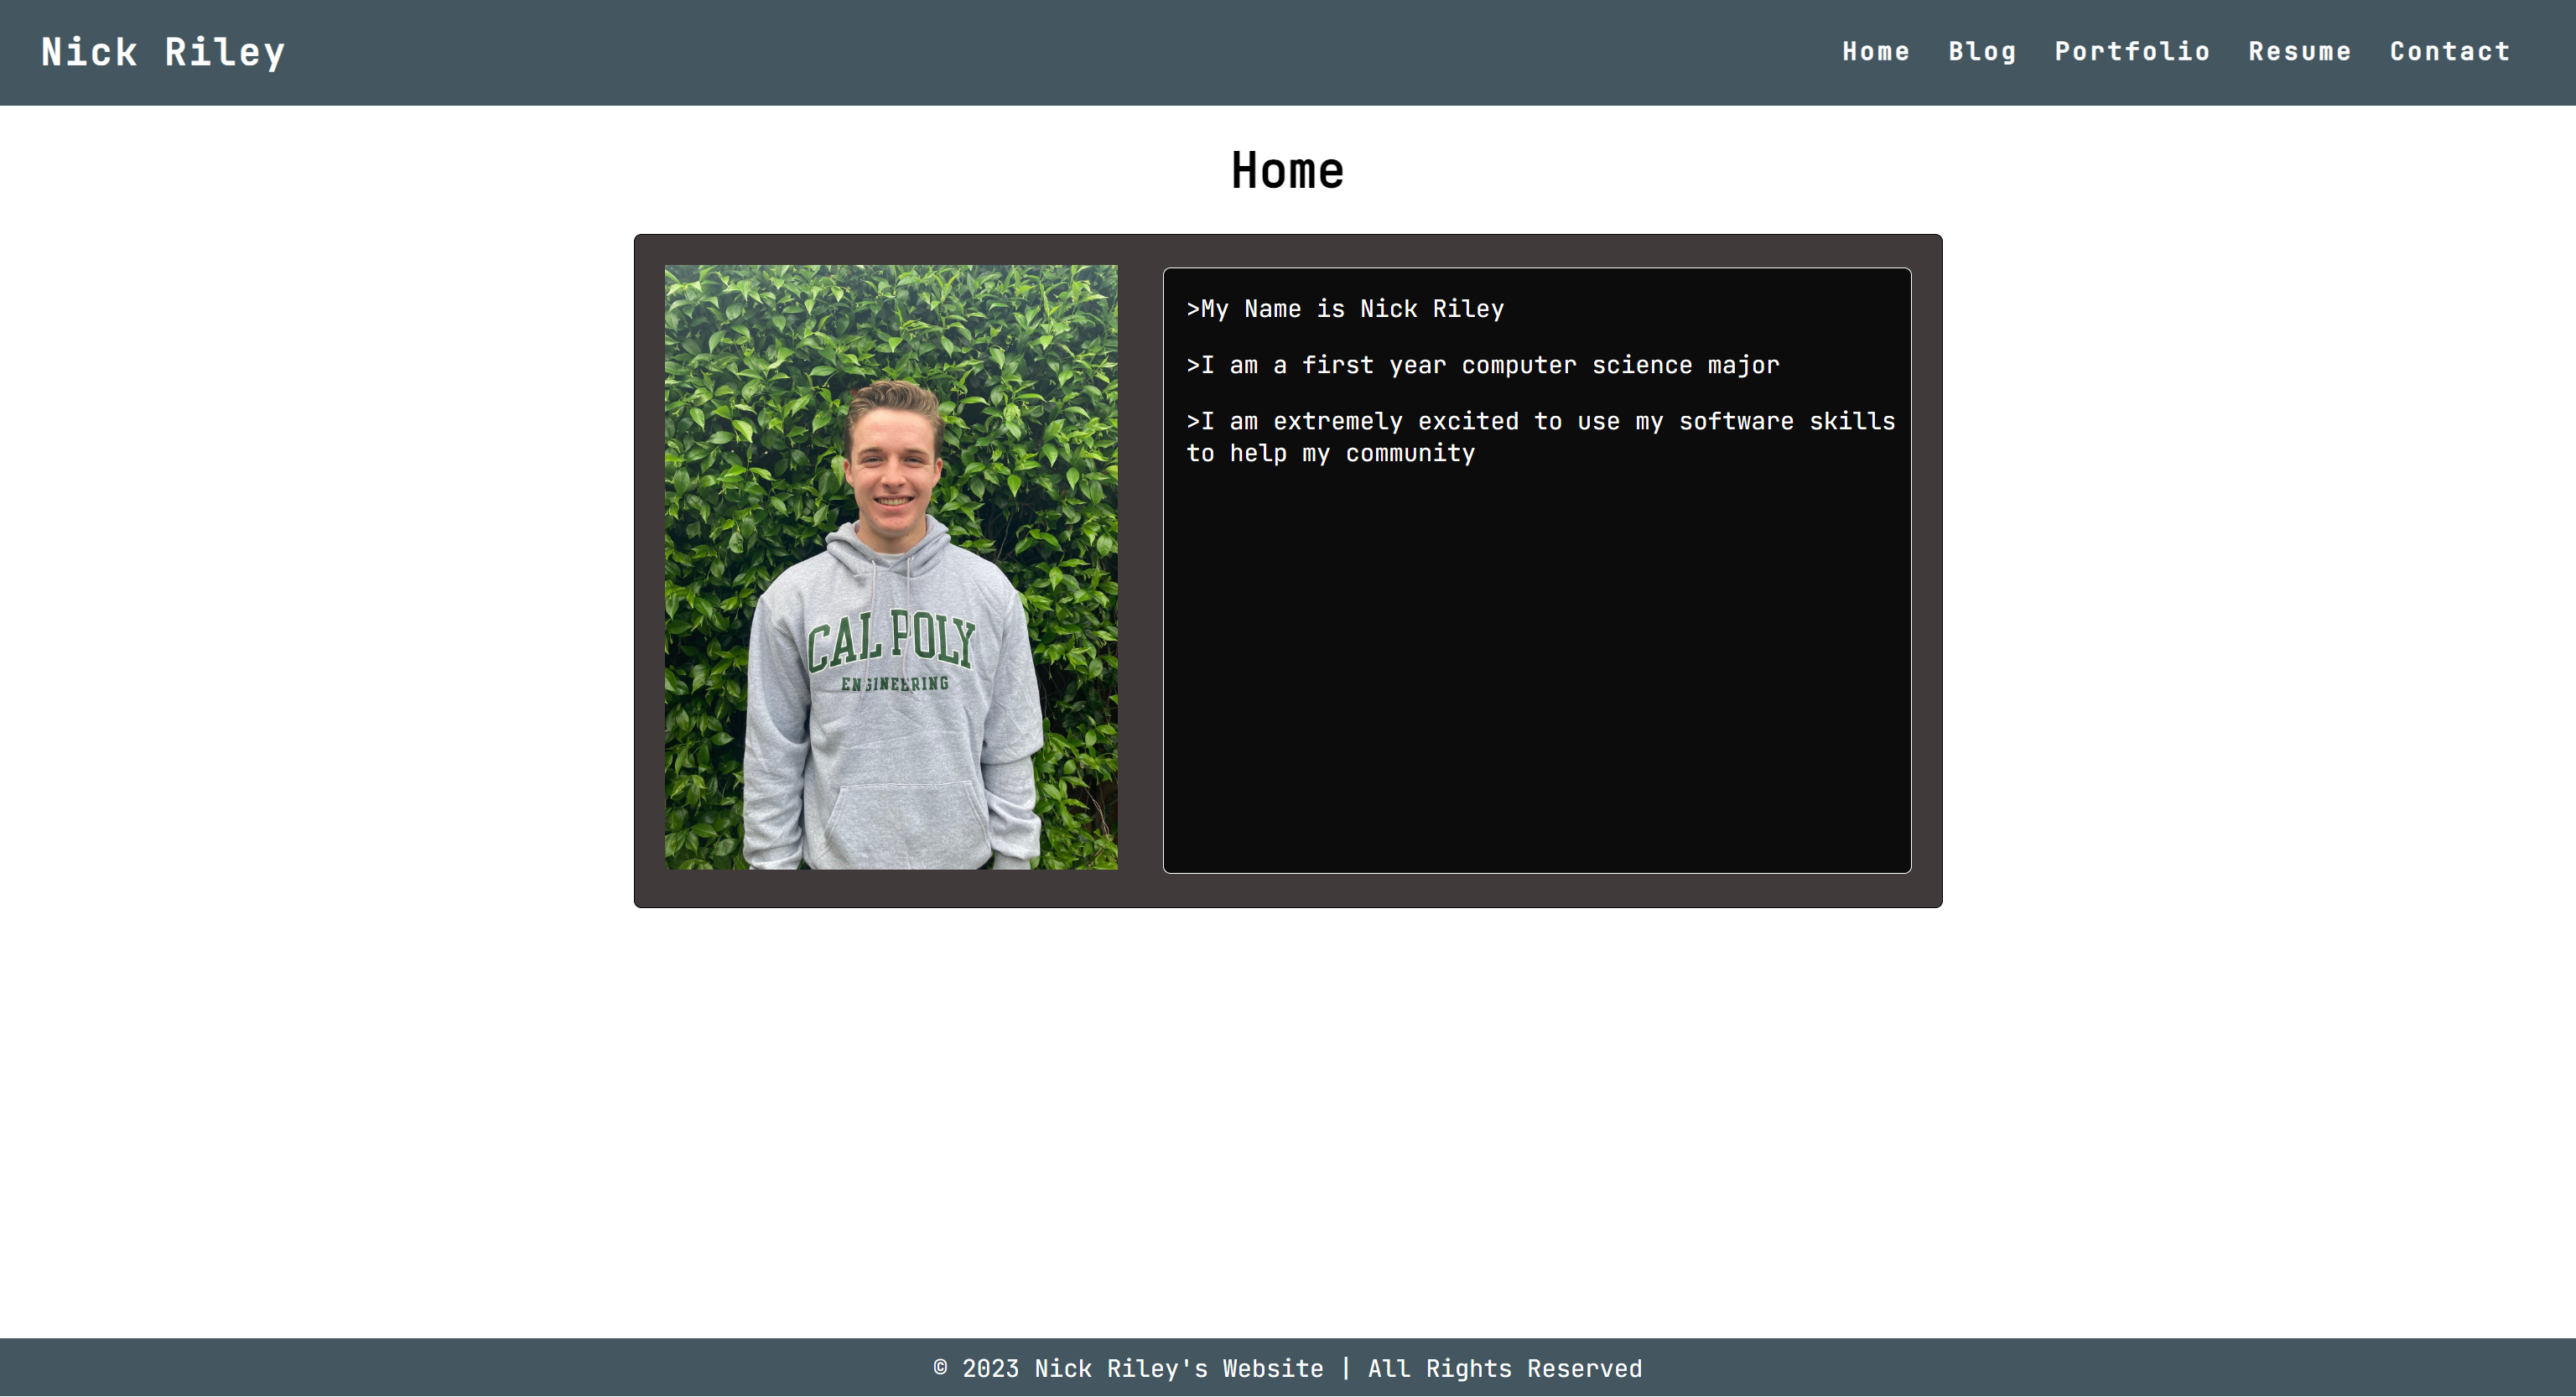 Nick Riley
Home Blog Portfolio Resume Contact
Home
>My Name is Nick Riley
>I am a first year computer science major
>I am extremely excited to use my software skills
to help my community
CAL POLY
ENGINEERING
© 2023 Nick Riley's Website | All Rights Reserved